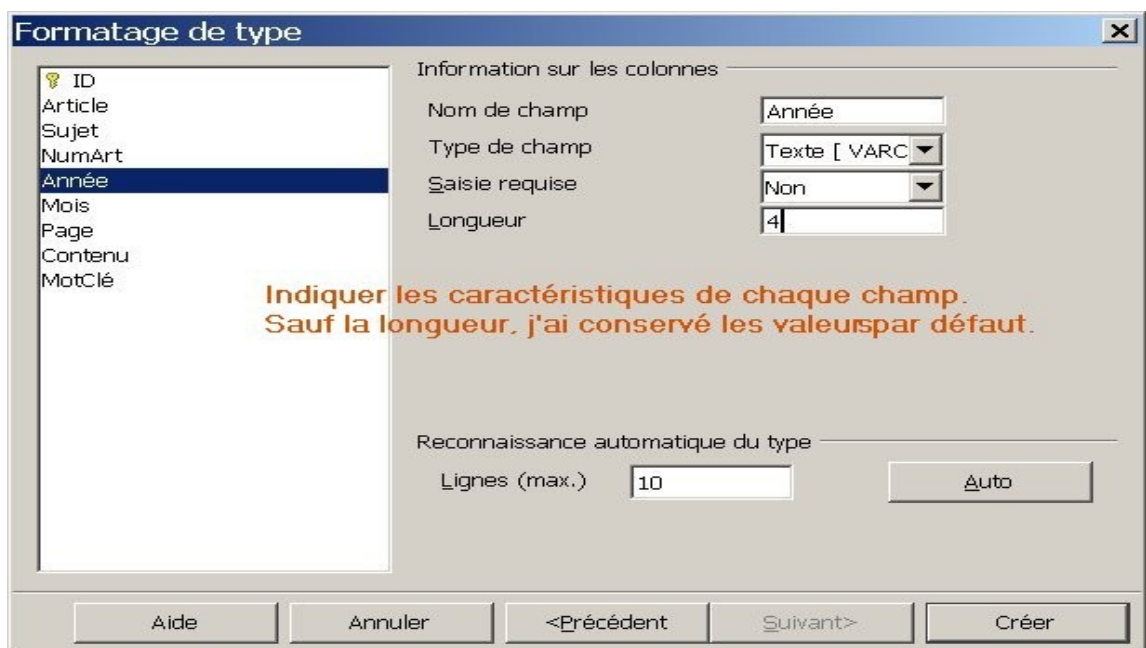 Formatage de type
ID
Article
Sujet
NumArt
Année
Mois
Page
Contenu
MotClé
Information sur les colonnes
Nom de champ Année
Type de champ Texte [ VARC
Saisie requise Non
Longueur 4
Indiquer les caractéristiques de chaque champ.
Sauf la longueur, j'ai conservé les valeurs par défaut.
Reconnaissance automatique du type
Lignes (max.) 10 Auto
Aide Annuler <Précédent Suivant> Créer